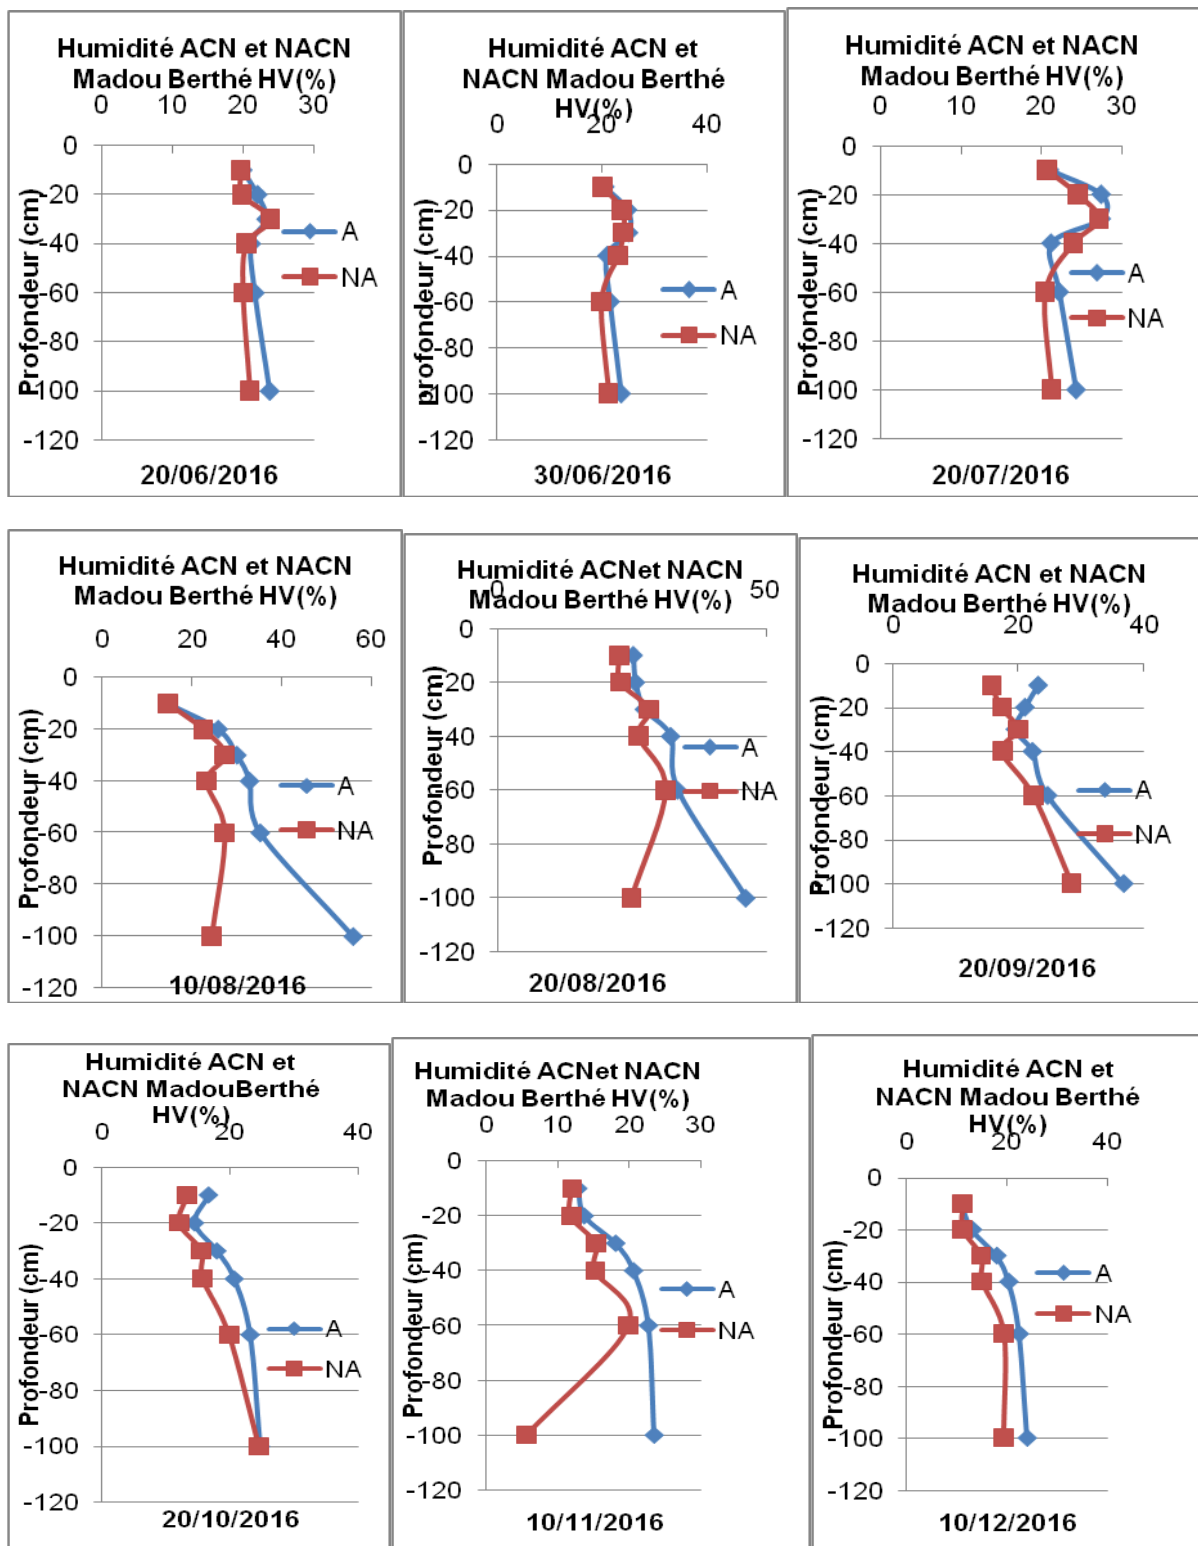 Humidité ACN et NACN
Madou Berthé HV(%)
0 10 20 30
0
-20
-40
-60
-80
-100
-120
Profondeur (cm)
A
NA
20/06/2016
Humidité ACN et
NACN Madou Berthé
HV(%)
0 20 40
0
-20
-40
-60
-80
-100
-120
profondeur (cm)
A
NA
30/06/2016
Humidité ACN et NACN
Madou Berthé HV(%)
0 10 20 30
0
-20
-40
-60
-80
-100
-120
Profondeur (cm)
A
NA
20/07/2016
Humidité ACN et NACN
Madou Berthé HV(%)
0 20 40 60
0
-20
-40
-60
-80
-100
-120
Profondeur (cm)
A
NA
10/08/2016
Humidité ACNet NACN
Madou Berthé HV(%)
0 50
0
-20
-40
-60
-80
-100
-120
Profondeur (cm)
A
NA
20/08/2016
Humidité ACN et NACN
Madou Berthé HV(%)
0 20 40
0
-20
-40
-60
-80
-100
-120
Profondeur (cm)
A
NA
20/09/2016
Humidité ACN et
NACN MadouBerthé
HV(%)
0 20 40
0
-20
-40
-60
-80
-100
-120
Profondeur (cm)
A
NA
20/10/2016
Humidité ACNet NACN
Madou Berthé HV(%)
0 10 20 30
0
-20
-40
-60
-80
-100
-120
Profondeur (cm)
A
NA
10/11/2016
Humidité ACN et
NACN Madou Berthé
HV(%)
0 20 40
0
-20
-40
-60
-80
-100
-120
Profondeur (cm)
A
NA
10/12/2016